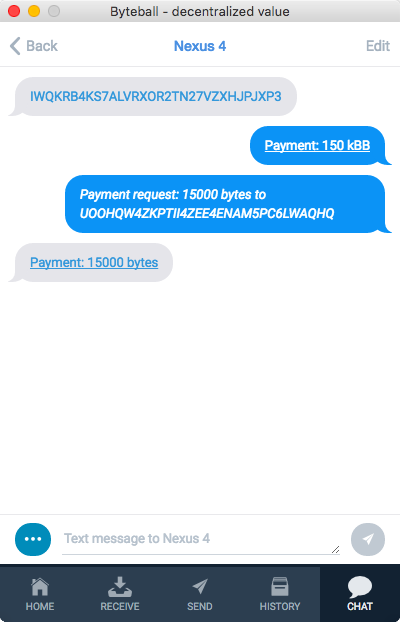 Byteball - decentralized value
Back
Nexus 4
Edit
IWQKRB4KS7ALVRXOR2TN27VZXHJPJXP3
Payment: 150 kBB
Payment request: 15000 bytes to
UOOHQW4ZKPTII4ZEE4ENAM5PC6LWAQHQ
Payment: 15000 bytes
Text message to Nexus 4
HOME
RECEIVE
SEND
HISTORY
CHAT